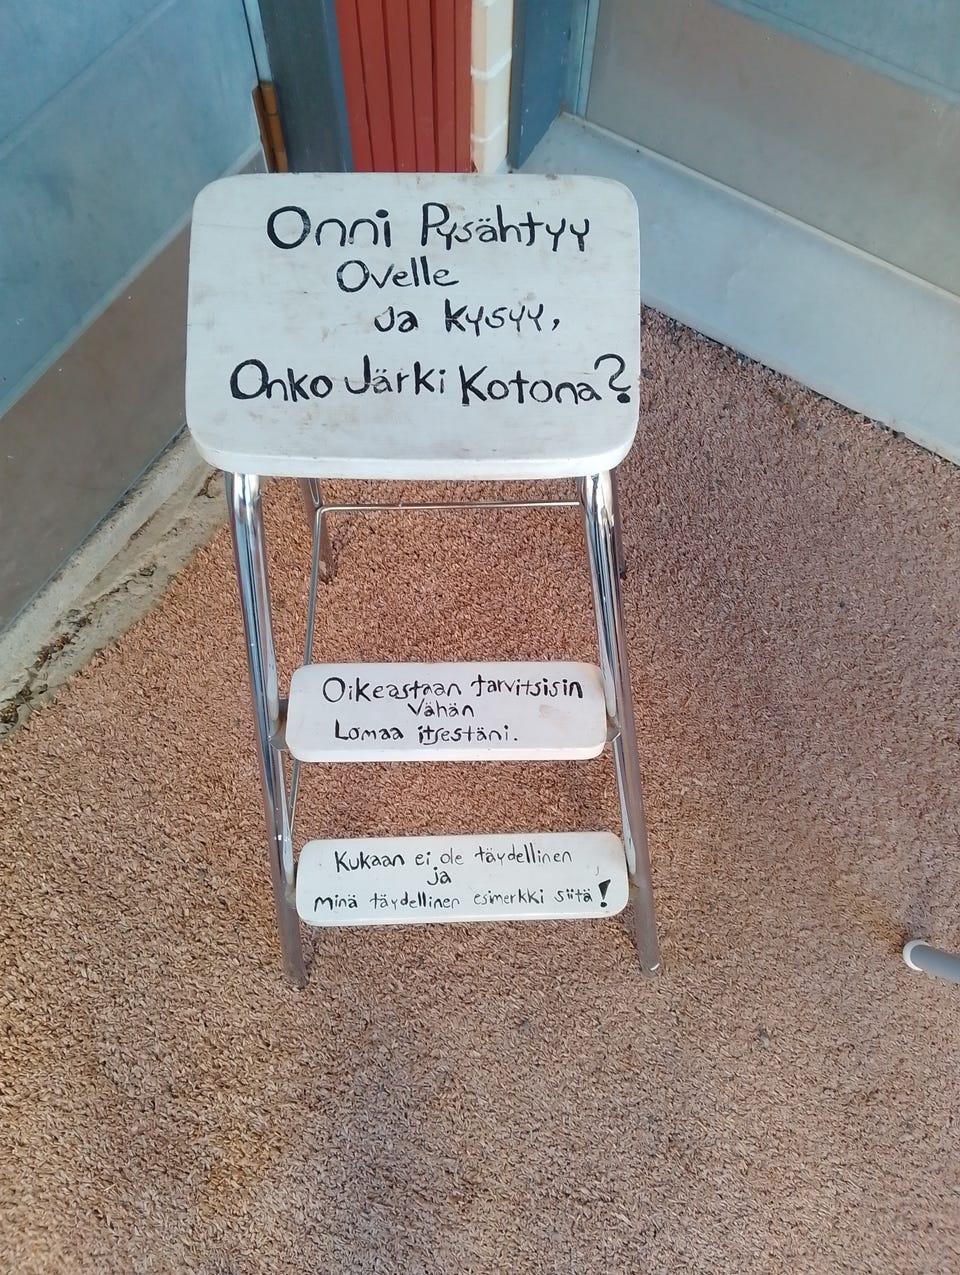 Onni Pysähtyy
Ovelle
Ja kysyy,
Onko Järki Kotona?
Oikeastaan tarvitsisin
Vähän
Lomaa itsestäni.
Kukaan ei ole täydellinen
ja
minä täydellinen esimerkki siitä!